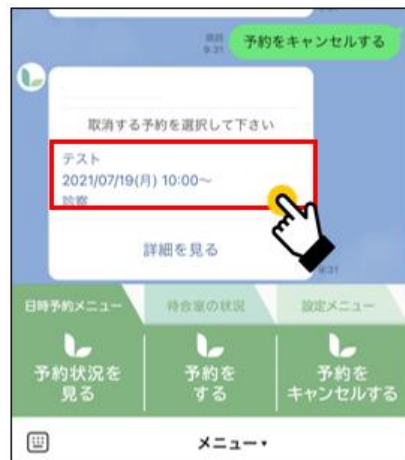 既読
9:31
予約をキャンセルする
取消する予約を選択して下さい
テスト
2021/07/19(月) 10:00～
診察
詳細を見る
9:31
日時予約メニュー
待合室の状況
設定メニュー
予約状況を
見る
予約を
する
予約を
キャンセルする
メニュー▼